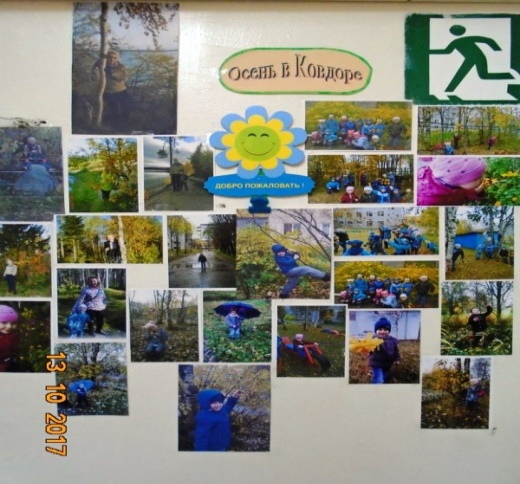 Осень в Ковдоре
ДОБРО ПОЖАЛОВАТЬ !
13 10 2017